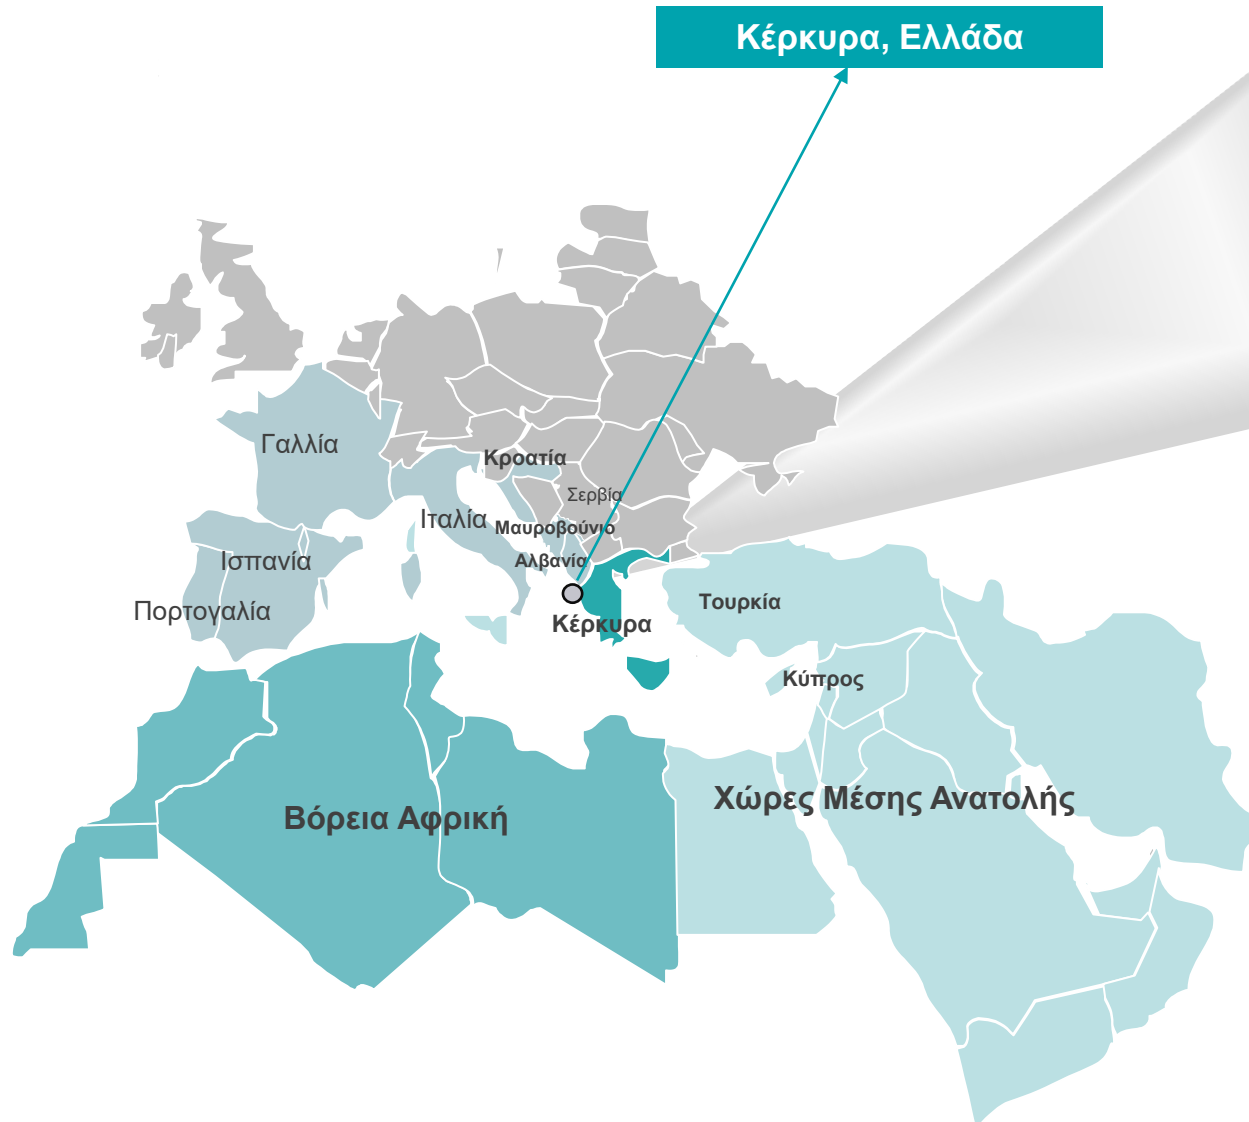 Κέρκυρα, Ελλάδα
Γαλλία
Κροατία
Σερβία
Ιταλία
Μαυροβούνιο
Ισπανία
Αλβανία
Πορτογαλία
Τουρκία
Κέρκυρα
Κύπρος
Βόρεια Αφρική
Χώρες Μέσης Ανατολής